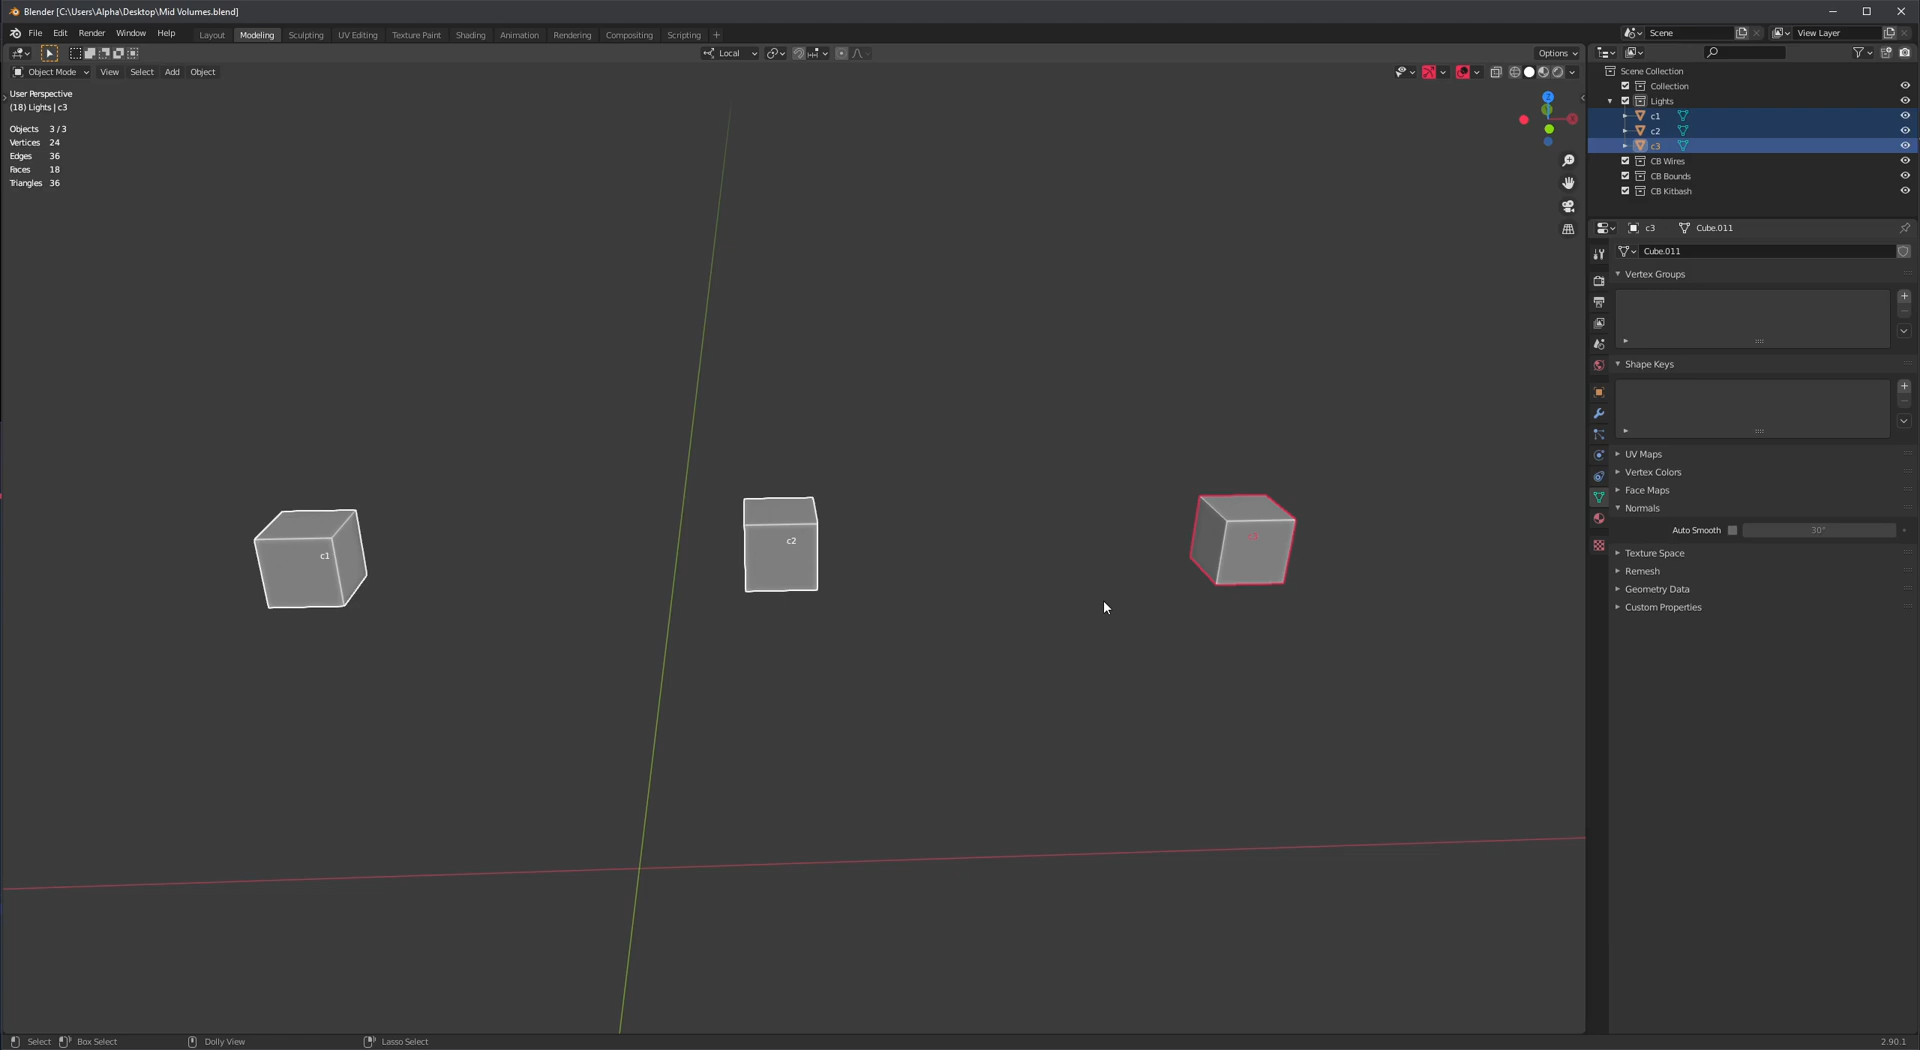 Blender [C:\Users\Alpha\Desktop\Mid Volumes.blend]
File Edit Render Window Help
Layout Modeling Sculpting UV Editing Texture Paint Shading Animation Rendering Compositing Scripting +
Scene
View Layer
Local
Options
Object Mode View Select Add Object
User Perspective
(18) Lights | c3
Objects 3/3
Vertices 24
Edges 36
Faces 18
Triangles 36
Z
X
c1
c2
c3
Scene Collection
Collection
Lights
c1
c2
c3
CB Wires
CB Bounds
CB Kitbash
c3 Cube.011
Cube.011
Vertex Groups
Shape Keys
UV Maps
Vertex Colors
Face Maps
Normals
Auto Smooth 30°
Texture Space
Remesh
Geometry Data
Custom Properties
Select Box Select Dolly View Lasso Select 2.90.1